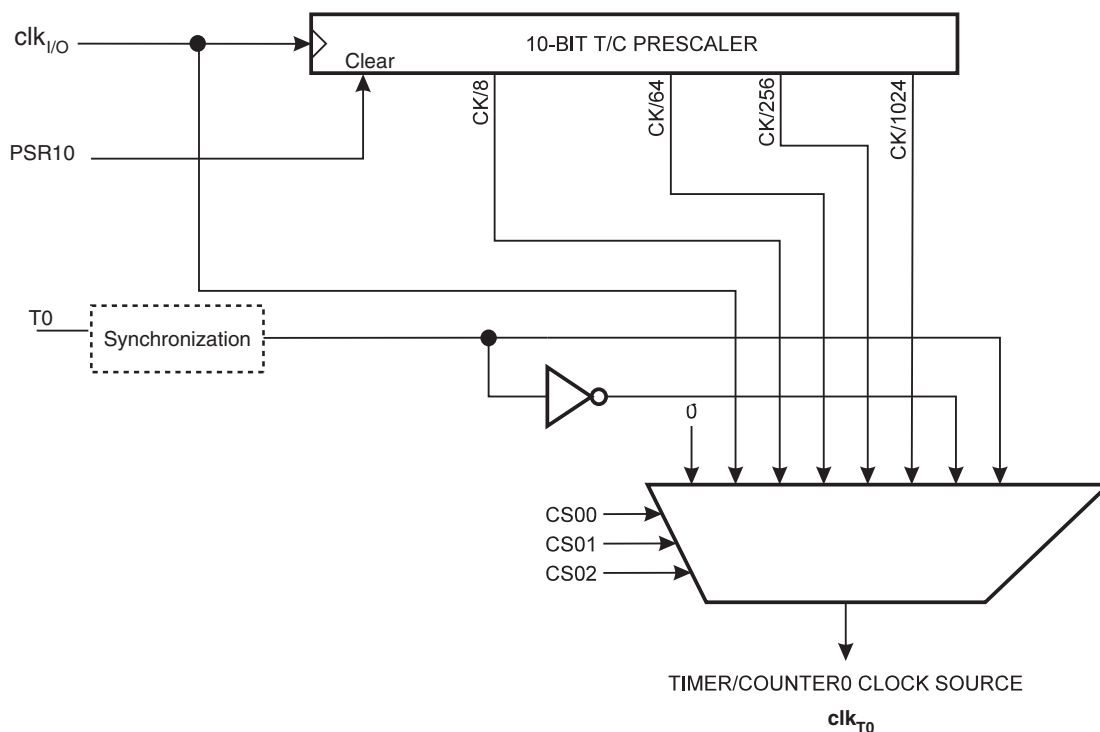 clkI/O
10-BIT T/C PRESCALER
Clear
CK/8
CK/64
CK/256
CK/1024
PSR10
T0
Synchronization
0
CS00
CS01
CS02
TIMER/COUNTER0 CLOCK SOURCE
clkT0